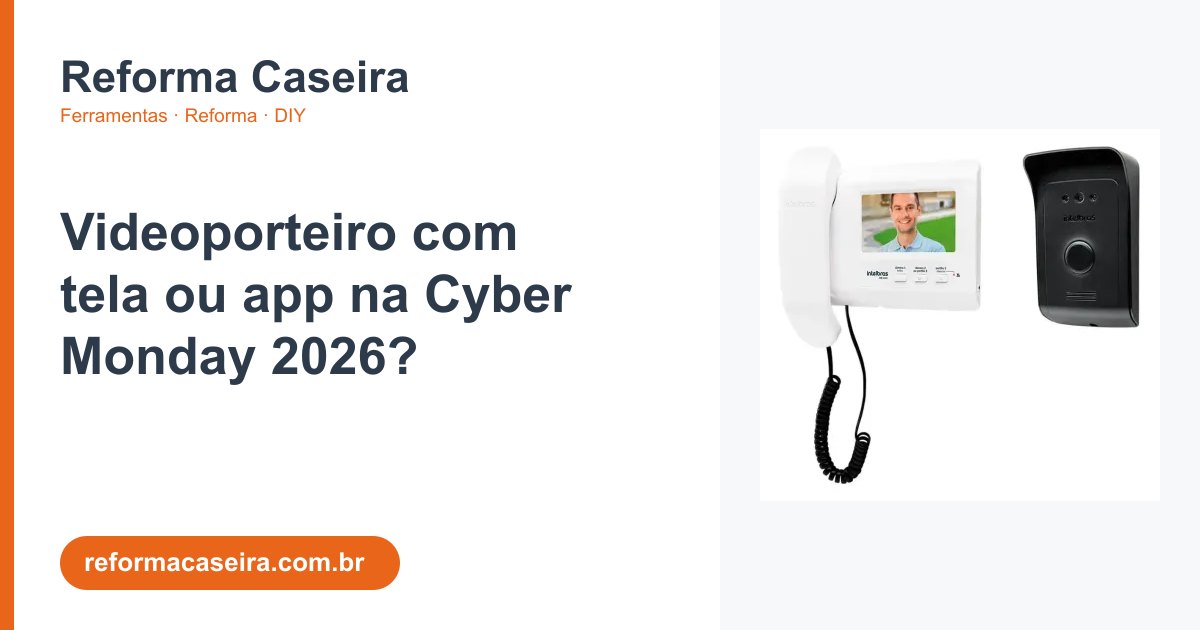 Reforma Caseira
Ferramentas · Reforma · DIY
Videoporteiro com
tela ou app na Cyber
Monday 2026?
reformacaseira.com.br
intelbras
intelbras